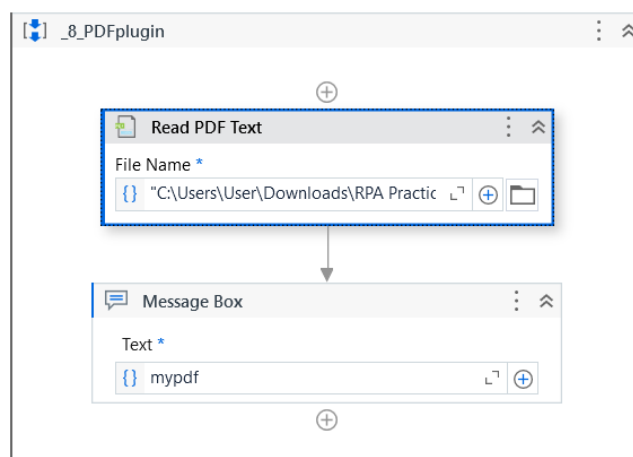 _8_PDFplugin
Read PDF Text
File Name *
"C:\Users\User\Downloads\RPA Practic
Message Box
Text *
mypdf